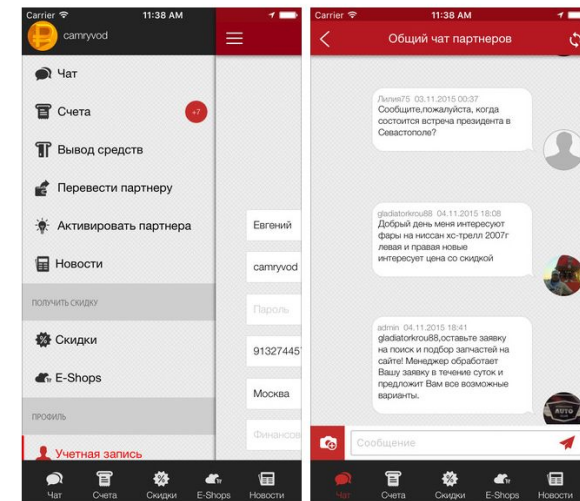 Carrier 11:38 AM
camryvod
Чат
Счета +7
Вывод средств
Перевести партнеру
Активировать партнера
Новости
ПОЛУЧИТЬ СКИДКУ
Скидки
E-Shops
ПРОФИЛЬ
Учетная запись
Евгений
camryvod
Пароль
913274457
Москва
Финансов
Чат Счета Скидки E-Shops Новости
Carrier 11:38 AM
Общий чат партнеров
Лилия75 03.11.2015 00:37
Сообщите,пожалуйста, когда
состоится встреча президента в
Севастополе?
gladiatorkrou88 04.11.2015 18:08
Добрый день меня интересуют
фары на ниссан хс-трелл 2007г
левая и правая новые
интересует цена со скидкой
admin 04.11.2015 18:41
gladiatorkrou88,оставьте заявку
на поиск и подбор запчастей на
сайте! Менеджер обработает
Вашу заявку в течение суток и
предложит Вам все возможные
варианты.
AUTO
Сообщение
Чат Счета Скидки E-Shops Новости